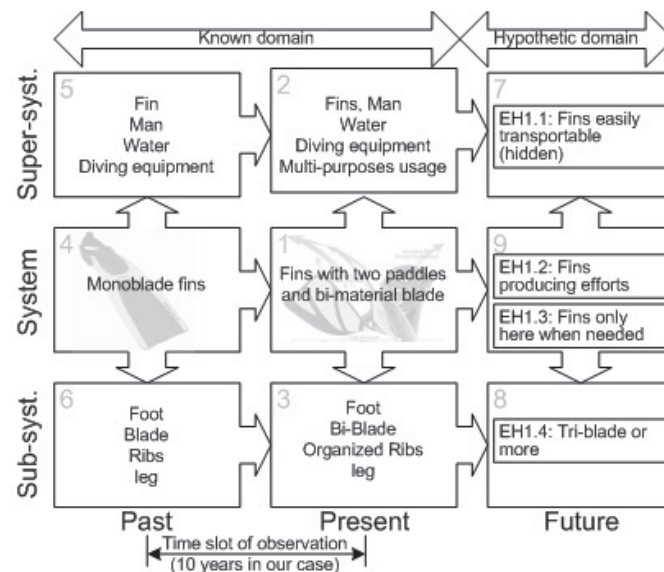 Known domain
Hypothetic domain
Super-syst.
5
Fin
Man
Water
Diving equipment
2
Fins, Man
Water
Diving equipment
Multi-purposes usage
7
EH1.1: Fins easily
transportable
(hidden)
System
4
Monoblade fins
1
Fins with two paddles
and bi-material blade
9
EH1.2: Fins
producing efforts
EH1.3: Fins only
here when needed
Sub-syst.
6
Foot
Blade
Ribs
leg
3
Foot
Bi-Blade
Organized Ribs
leg
8
EH1.4: Tri-blade or
more
Past
Present
Future
Time slot of observation
(10 years in our case)